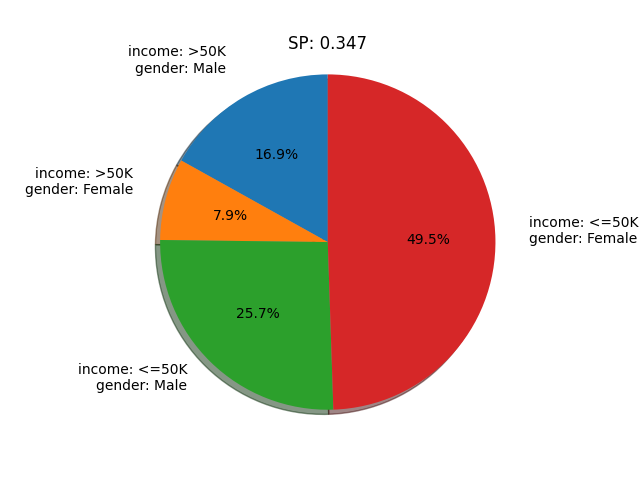 SP: 0.347
income: >50K
gender: Male
16.9%
income: >50K
gender: Female
7.9%
income: <=50K
gender: Female
49.5%
25.7%
income: <=50K
gender: Male